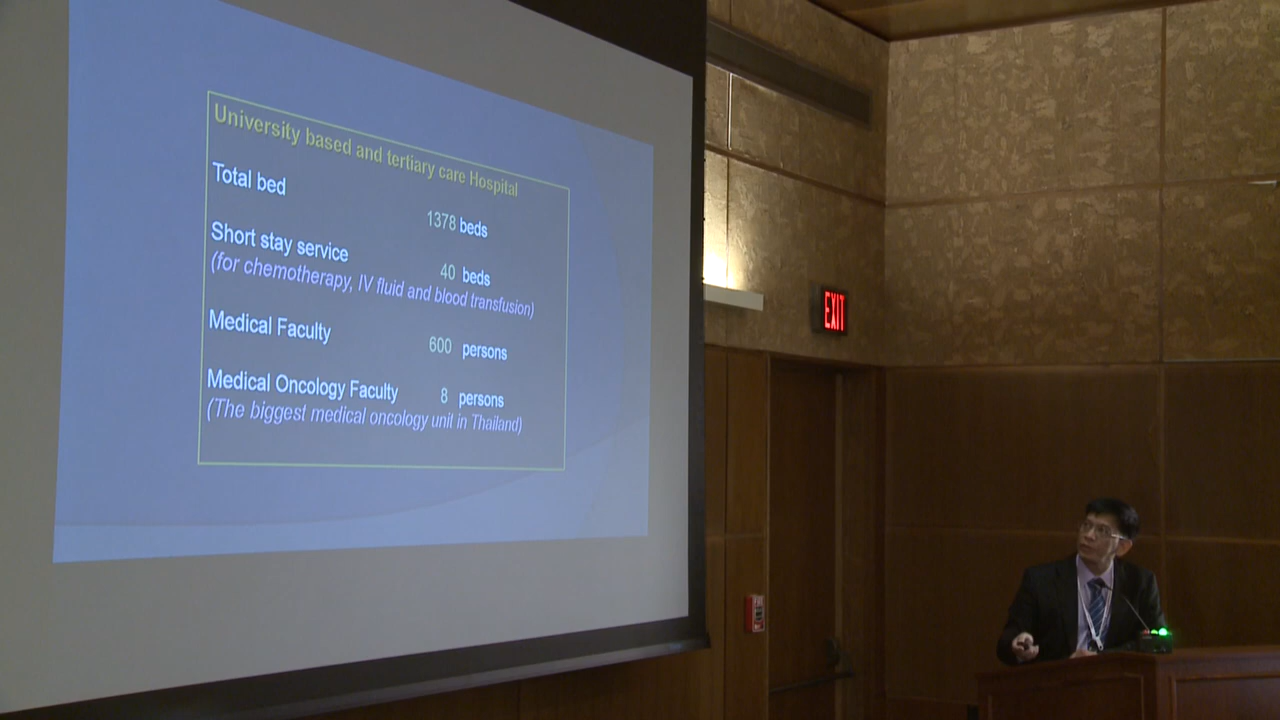 University based and tertiary care Hospital
Total bed
1378 beds
Short stay service
40 beds
(for chemotherapy, IV fluid and blood transfusion)
Medical Faculty
600 persons
Medical Oncology Faculty 8 persons
(The biggest medical oncology unit in Thailand)
EXIT